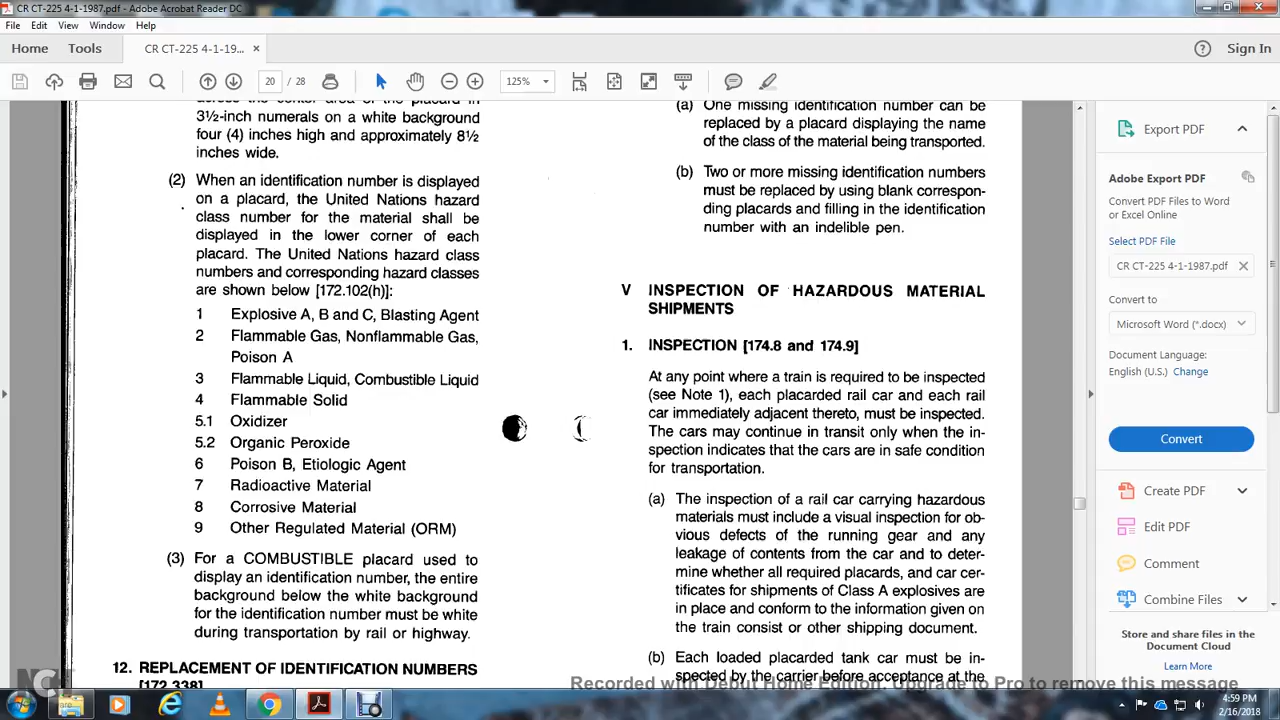 CR CT-225 4-1-1987.pdf - Adobe Acrobat Reader DC
File Edit View Window Help
Home Tools CR CT-225 4-1-19... × Sign In
20 / 28 125%
across the center area of the placard in
3½-inch numerals on a white background
four (4) inches high and approximately 8½
inches wide.
(2) When an identification number is displayed
on a placard, the United Nations hazard
class number for the material shall be
displayed in the lower corner of each
placard. The United Nations hazard class
numbers and corresponding hazard classes
are shown below [172.102(h)]:
1 Explosive A, B and C, Blasting Agent
2 Flammable Gas, Nonflammable Gas,
Poison A
3 Flammable Liquid, Combustible Liquid
4 Flammable Solid
5.1 Oxidizer
5.2 Organic Peroxide
6 Poison B, Etiologic Agent
7 Radioactive Material
8 Corrosive Material
9 Other Regulated Material (ORM)
(3) For a COMBUSTIBLE placard used to
display an identification number, the entire
background below the white background
for the identification number must be white
during transportation by rail or highway.
12. REPLACEMENT OF IDENTIFICATION NUMBERS
[172.338]
(a) One missing identification number can be
replaced by a placard displaying the name
of the class of the material being transported.
(b) Two or more missing identification numbers
must be replaced by using blank correspon-
ding placards and filling in the identification
number with an indelible pen.
V INSPECTION OF HAZARDOUS MATERIAL
SHIPMENTS
1. INSPECTION [174.8 and 174.9]
At any point where a train is required to be inspected
(see Note 1), each placarded rail car and each rail
car immediately adjacent thereto, must be inspected.
The cars may continue in transit only when the in-
spection indicates that the cars are in safe condition
for transportation.
(a) The inspection of a rail car carrying hazardous
materials must include a visual inspection for ob-
vious defects of the running gear and any
leakage of contents from the car and to deter-
mine whether all required placards, and car cer-
tificates for shipments of Class A explosives are
in place and conform to the information given on
the train consist or other shipping document.
(b) Each loaded placarded tank car must be in-
spected by the carrier before acceptance at the
Export PDF
Adobe Export PDF
Convert PDF Files to Word
or Excel Online
Select PDF File
CR CT-225 4-1-1987.pdf
Convert to
Microsoft Word (*.docx)
Document Language:
English (U.S.) Change
Convert
Create PDF
Edit PDF
Comment
Combine Files
Store and share files in the
Document Cloud
Learn More
Recorded with Debut Home Edition. Upgrade to Pro to remove this message
4:59 PM
2/16/2018